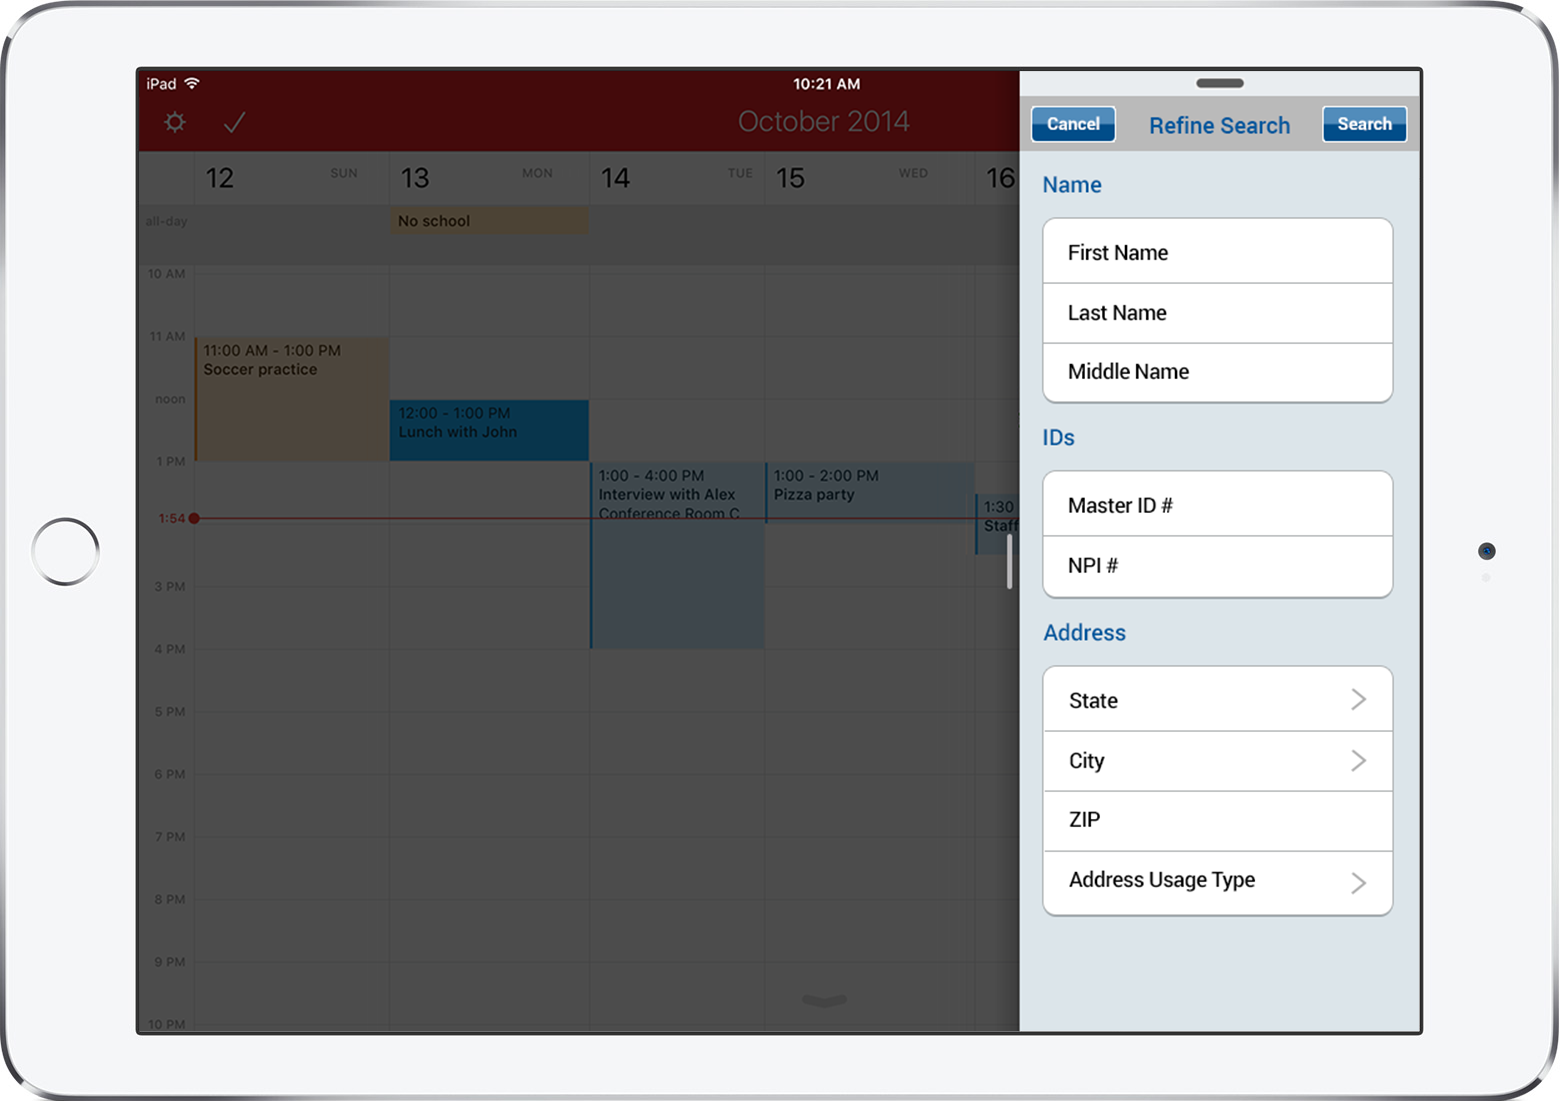 iPad
10:21 AM
October 2014
12 SUN
13 MON
14 TUE
15 WED
16
all-day
No school
10 AM
11 AM
11:00 AM - 1:00 PM
Soccer practice
noon
12:00 - 1:00 PM
Lunch with John
1 PM
1:00 - 4:00 PM
Interview with Alex
Conference Room C
1:00 - 2:00 PM
Pizza party
1:30
Staff
1:54
3 PM
4 PM
5 PM
6 PM
7 PM
8 PM
9 PM
10 PM
Cancel
Refine Search
Search
Name
First Name
Last Name
Middle Name
IDs
Master ID #
NPI #
Address
State
City
ZIP
Address Usage Type